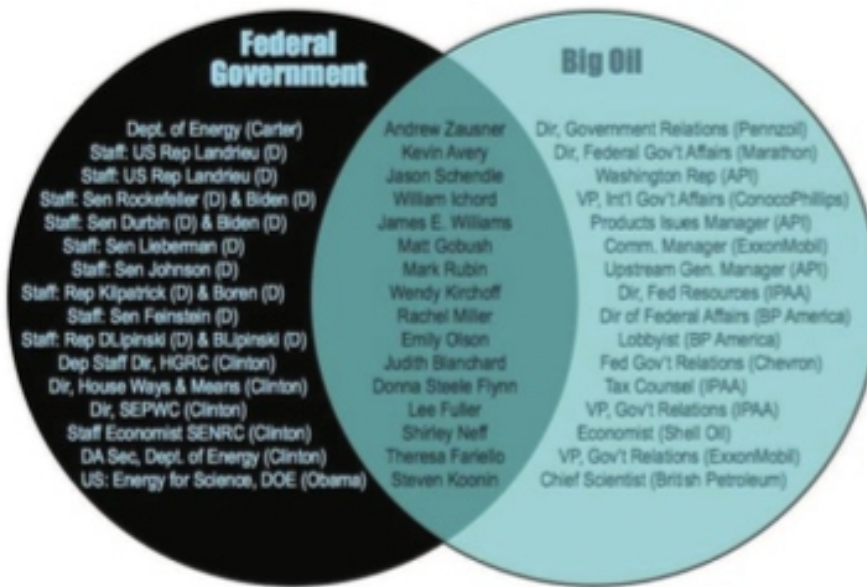 Federal
Government
Big Oil
Dept. of Energy (Carter) Andrew Zausner Dir, Government Relations (Pennzoil)
Staff: US Rep Landrieu (D) Kevin Avery Dir, Federal Gov't Affairs (Marathon)
Staff: US Rep Landrieu (D) Jason Schendle Washington Rep (API)
Staff: Sen Rockefeller (D) & Biden (D) William Ichord VP, Int'l Gov't Affairs (ConocoPhillips)
Staff: Sen Durbin (D) & Biden (D) James E. Williams Products Isues Manager (API)
Staff: Sen Lieberman (D) Matt Gobush Comm. Manager (ExxonMobil)
Staff: Sen Johnson (D) Mark Rubin Upstream Gen. Manager (API)
Staff: Rep Kilpatrick (D) & Boren (D) Wendy Kirchoff Dir, Fed Resources (IPAA)
Staff: Sen Feinstein (D) Rachel Miller Dir of Federal Affairs (BP America)
Staff: Rep DLipinski (D) & BLipinski (D) Emily Olson Lobbyist (BP America)
Dep Staff Dir, HGRC (Clinton) Judith Blanchard Fed Gov't Relations (Chevron)
Dir, House Ways & Means (Clinton) Donna Steele Flynn Tax Counsel (IPAA)
Dir, SEPWC (Clinton) Lee Fuller VP, Gov't Relations (IPAA)
Staff Economist SENRC (Clinton) Shirley Neff Economist (Shell Oil)
DA Sec, Dept. of Energy (Clinton) Theresa Fariello VP, Gov't Relations (ExxonMobil)
US: Energy for Science, DOE (Obama) Steven Koonin Chief Scientist (British Petroleum)